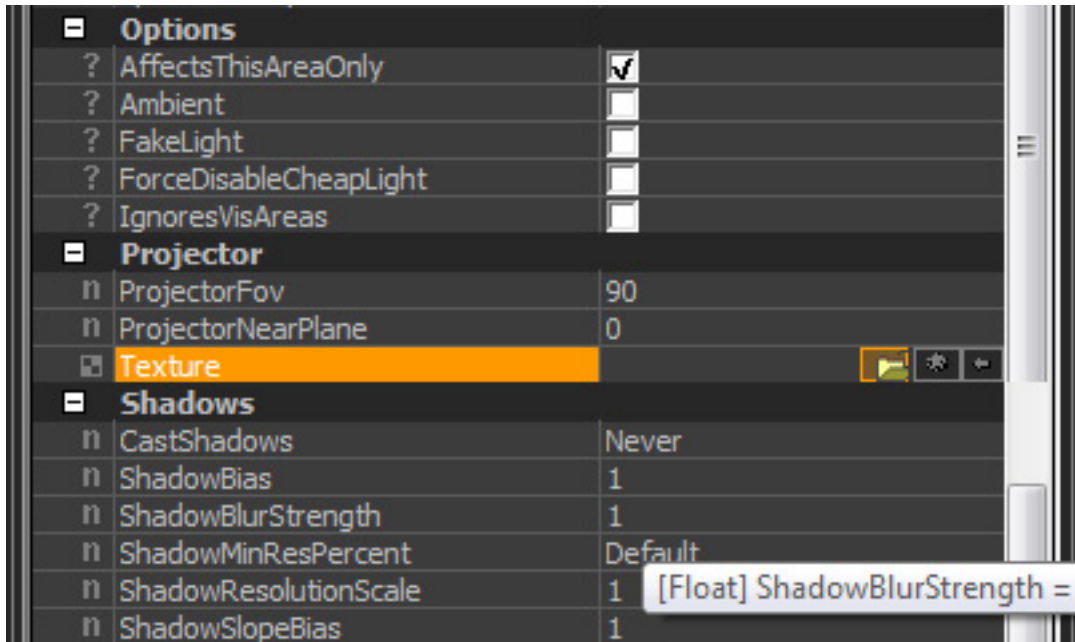 Options
? AffectsThisAreaOnly
? Ambient
? FakeLight
? ForceDisableCheapLight
? IgnoresVisAreas
Projector
n ProjectorFov 90
n ProjectorNearPlane 0
Texture
Shadows
n CastShadows Never
n ShadowBias 1
n ShadowBlurStrength 1
n ShadowMinResPercent Default
n ShadowResolutionScale 1 [Float] ShadowBlurStrength =
n ShadowSlopeBias 1